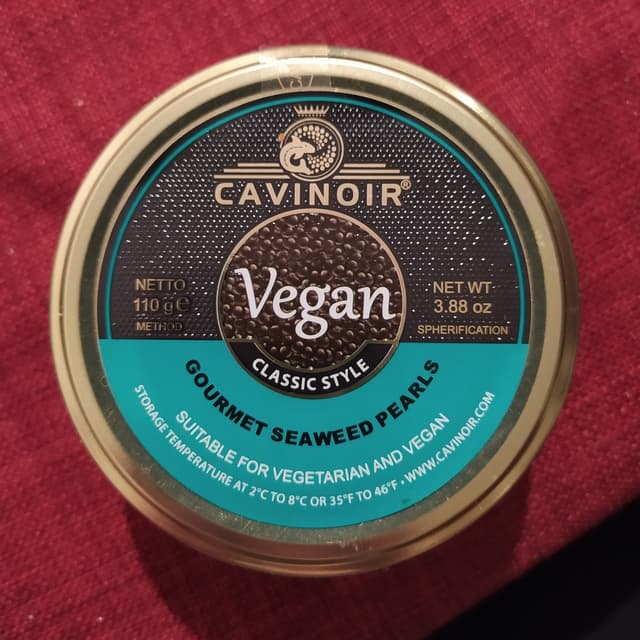 CAVINOIR®
NETTO
110 g e
METHOD
Vegan
NET WT
3.88 oz
SPHERIFICATION
CLASSIC STYLE
GOURMET SEAWEED PEARLS
SUITABLE FOR VEGETARIAN AND VEGAN
STORAGE TEMPERATURE AT 2°C TO 8°C OR 35°F TO 46°F • WWW.CAVINOIR.COM